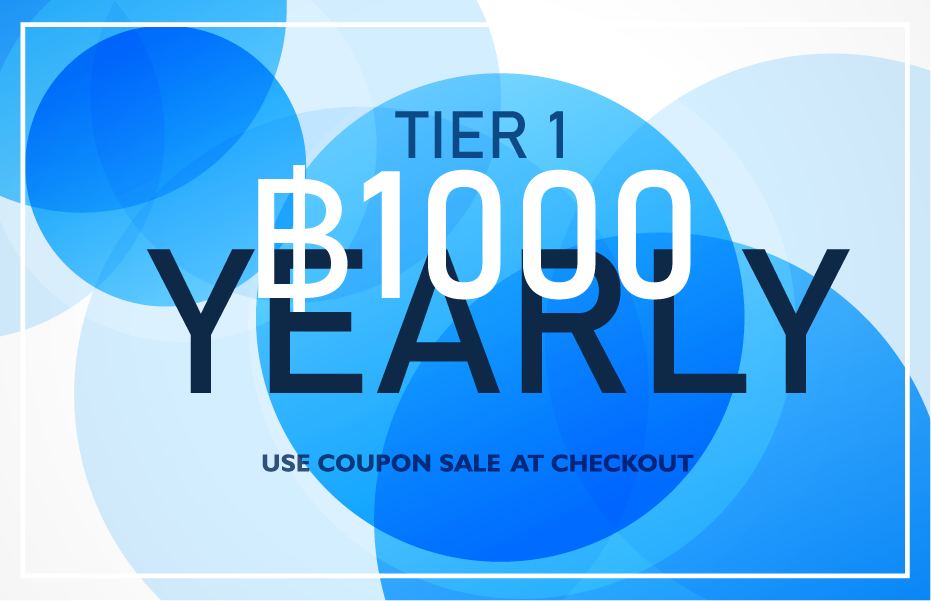 TIER 1
฿1000
YEARLY
USE COUPON SALE AT CHECKOUT